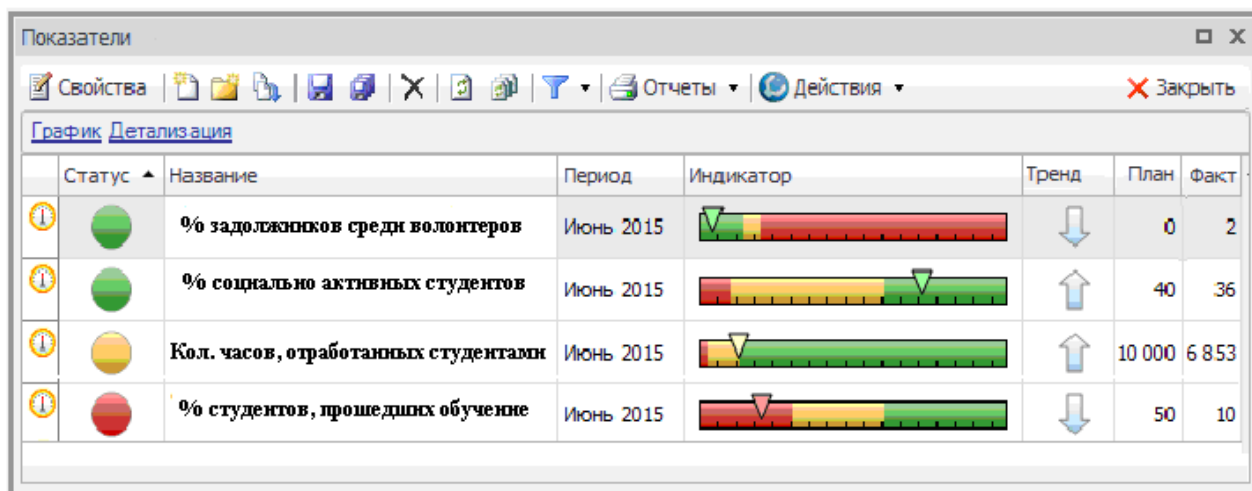 Показатели
Свойства Отчеты Действия Закрыть
График Детализация
Статус Название Период Индикатор Тренд План Факт
% задолжников среди волонтеров Июнь 2015 0 2
% социально активных студентов Июнь 2015 40 36
Кол. часов, отработанных студентами Июнь 2015 10 000 6 853
% студентов, прошедших обучение Июнь 2015 50 10